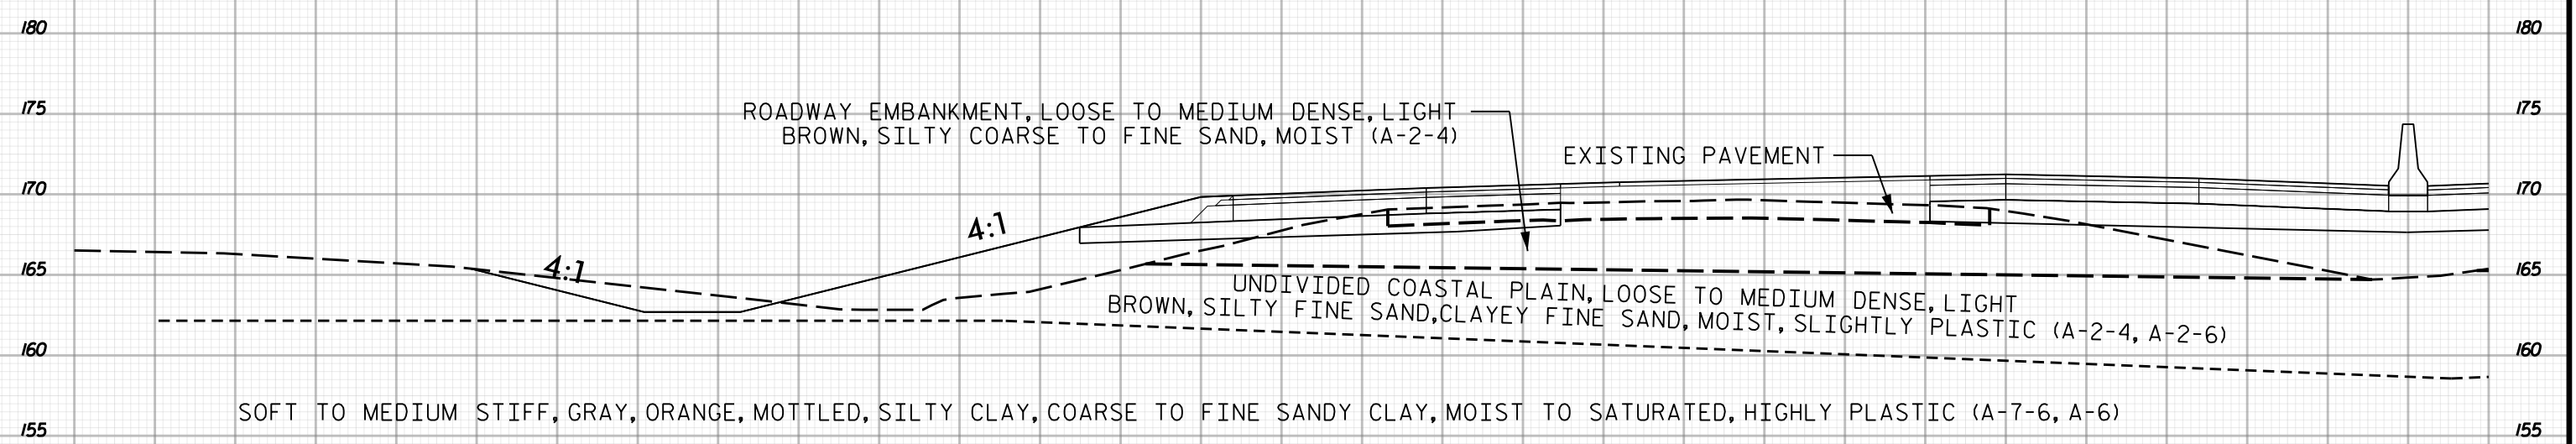 180 180
175 175
ROADWAY EMBANKMENT, LOOSE TO MEDIUM DENSE, LIGHT
BROWN, SILTY COARSE TO FINE SAND, MOIST (A-2-4)
EXISTING PAVEMENT
170 170
4:1
4:1
165 165
UNDIVIDED COASTAL PLAIN, LOOSE TO MEDIUM DENSE, LIGHT
BROWN, SILTY FINE SAND, CLAYEY FINE SAND, MOIST, SLIGHTLY PLASTIC (A-2-4, A-2-6)
160 160
SOFT TO MEDIUM STIFF, GRAY, ORANGE, MOTTLED, SILTY CLAY, COARSE TO FINE SANDY CLAY, MOIST TO SATURATED, HIGHLY PLASTIC (A-7-6, A-6)
155 155